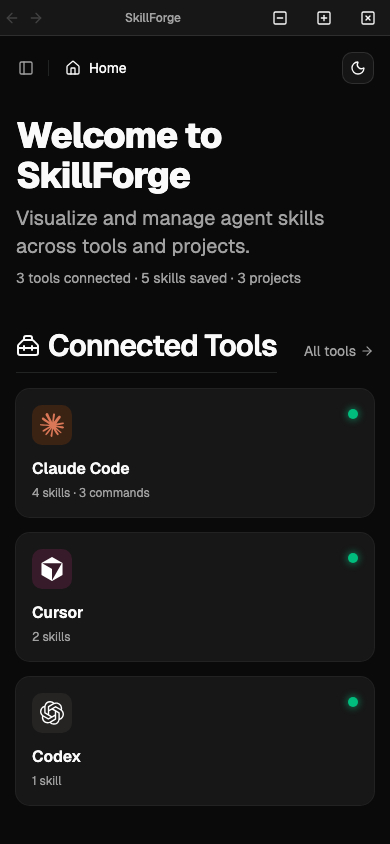 SkillForge
Home
Welcome to
SkillForge
Visualize and manage agent skills
across tools and projects.
3 tools connected · 5 skills saved · 3 projects
Connected Tools
All tools →
Claude Code
4 skills · 3 commands
Cursor
2 skills
Codex
1 skill